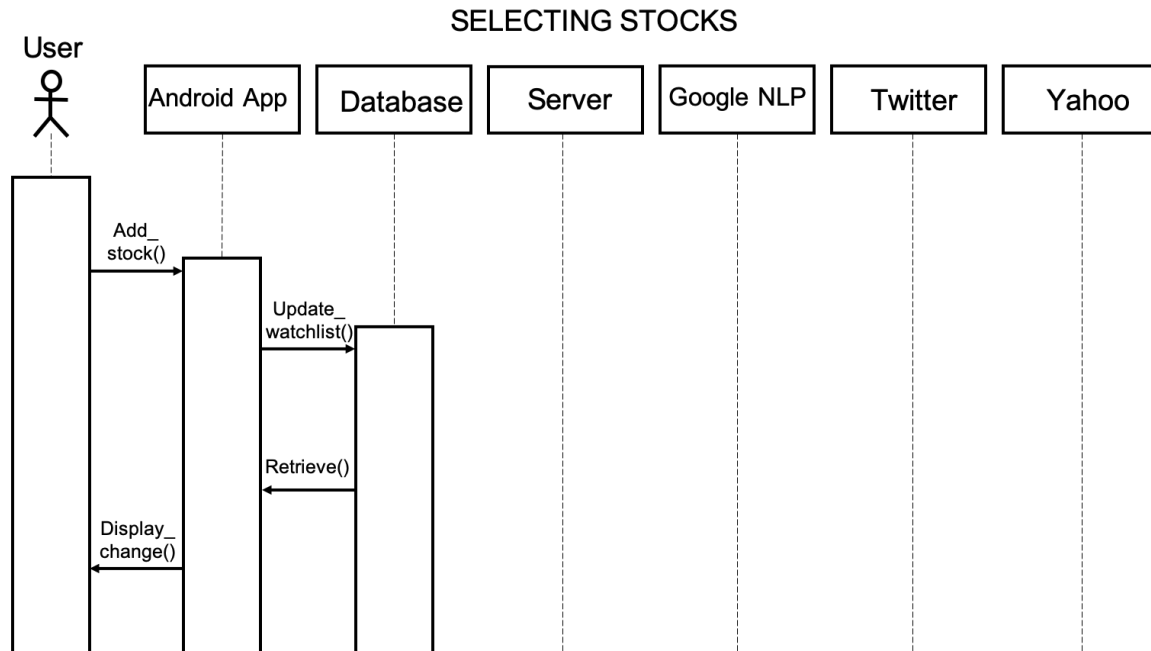 SELECTING STOCKS
User
Android App
Database
Server
Google NLP
Twitter
Yahoo
Add_
stock()
Update_
watchlist()
Retrieve()
Display_
change()